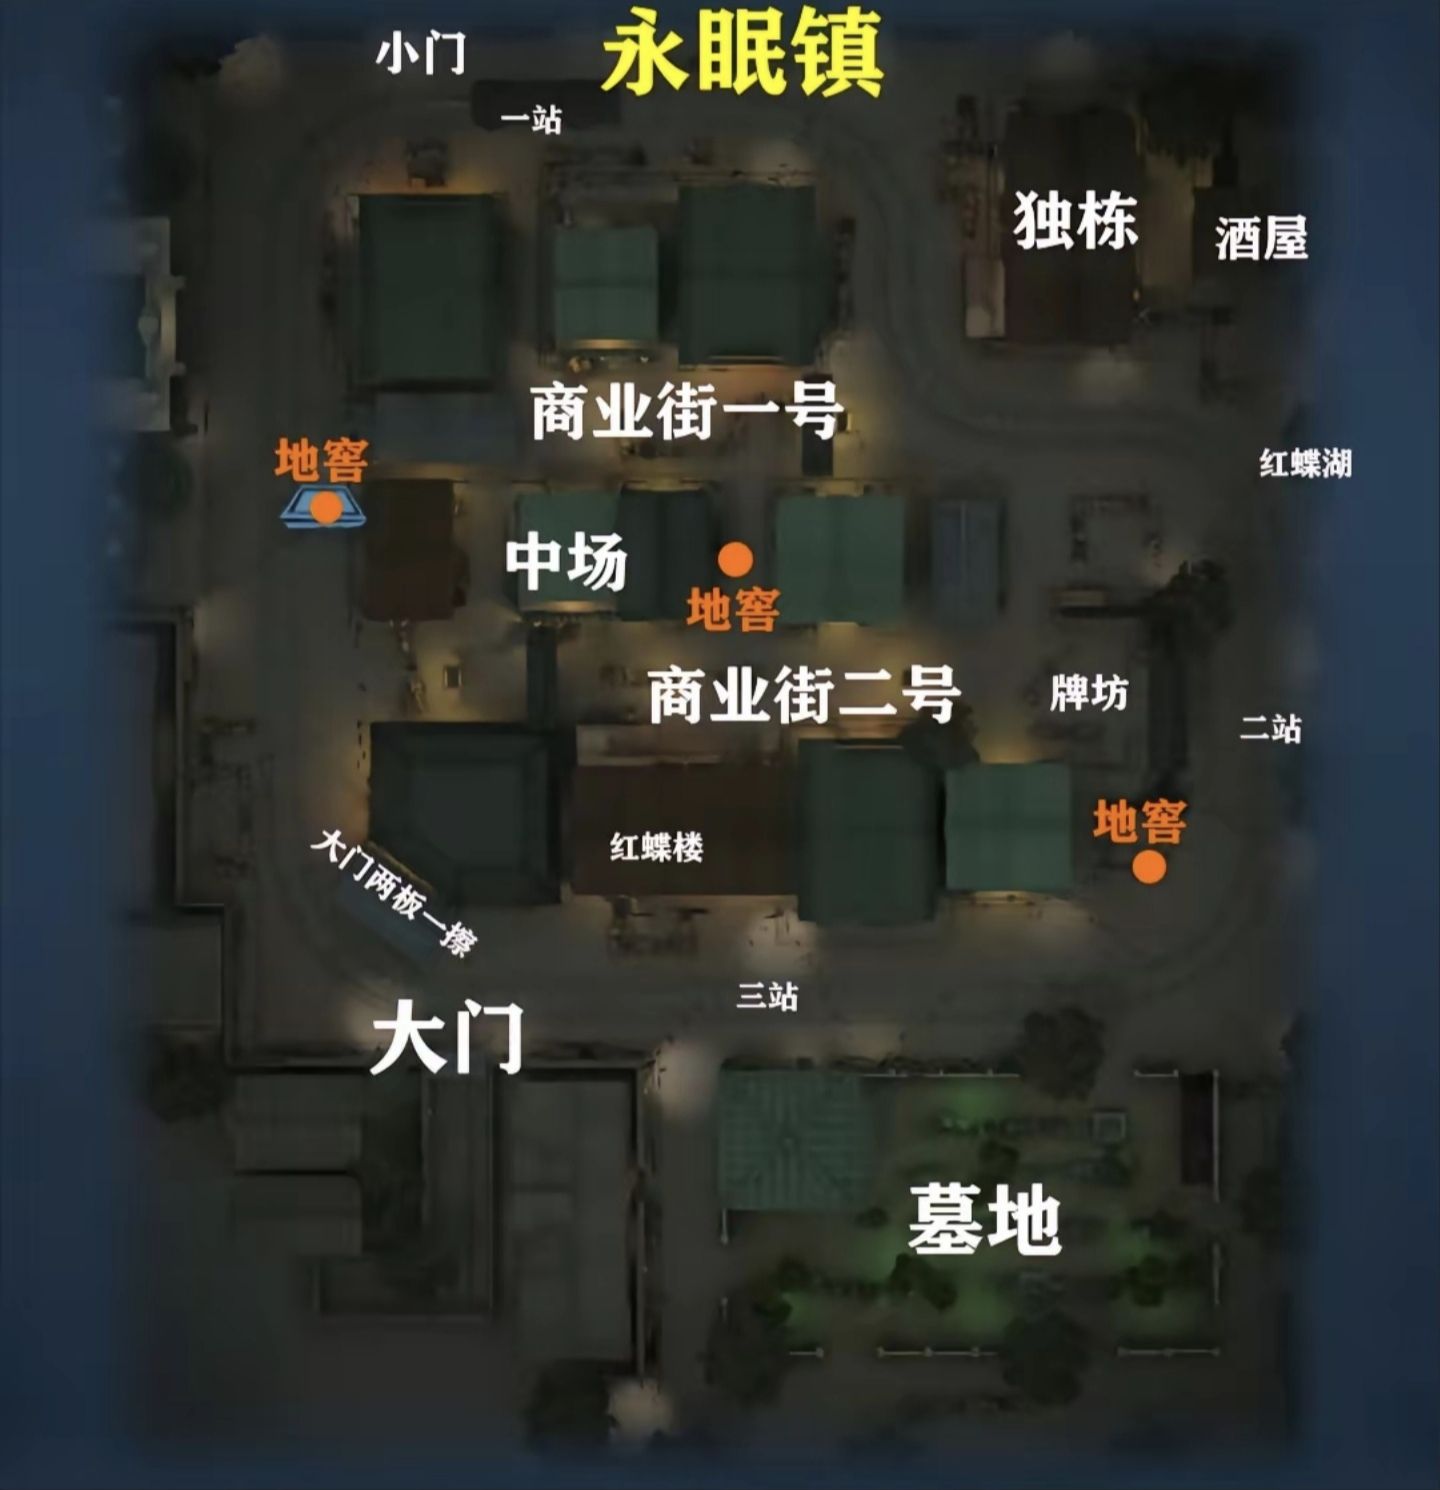 永眠镇
小门
一站
独栋
酒屋
商业街一号
地窖
红蝶湖
中场
地窖
商业街二号
牌坊
二站
地窖
红蝶楼
大门两板一擦
三站
大门
墓地